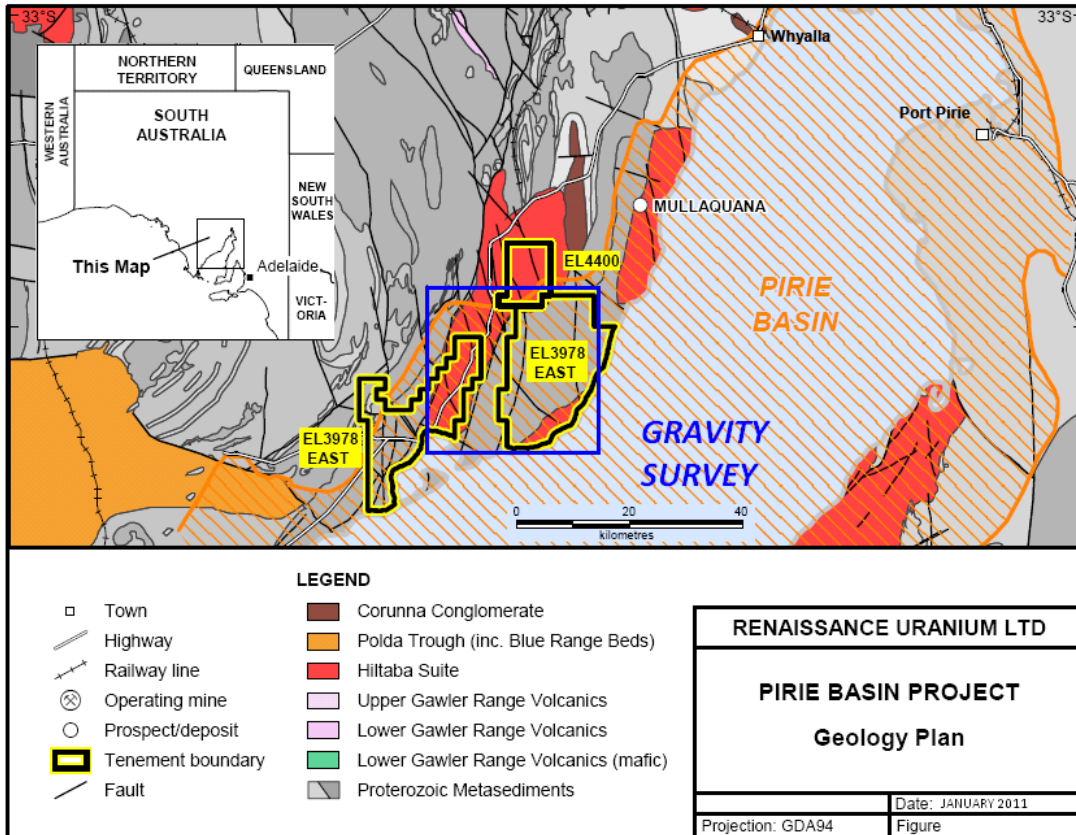 33°S
33°S
Whyalla
Port Pirie
NORTHERN
TERRITORY
QUEENSLAND
WESTERN
AUSTRALIA
SOUTH
AUSTRALIA
NEW
SOUTH
WALES
This Map
Adelaide
VICT-
ORIA
MULLAQUANA
EL4400
PIRIE
BASIN
EL3978
EAST
EL3978
EAST
GRAVITY
SURVEY
0 20 40
kilometres
LEGEND
Town
Highway
Railway line
Operating mine
Prospect/deposit
Tenement boundary
Fault
Corunna Conglomerate
Polda Trough (inc. Blue Range Beds)
Hiltaba Suite
Upper Gawler Range Volcanics
Lower Gawler Range Volcanics
Lower Gawler Range Volcanics (mafic)
Proterozoic Metasediments
RENAISSANCE URANIUM LTD
PIRIE BASIN PROJECT
Geology Plan
Date: JANUARY 2011
Projection: GDA94
Figure